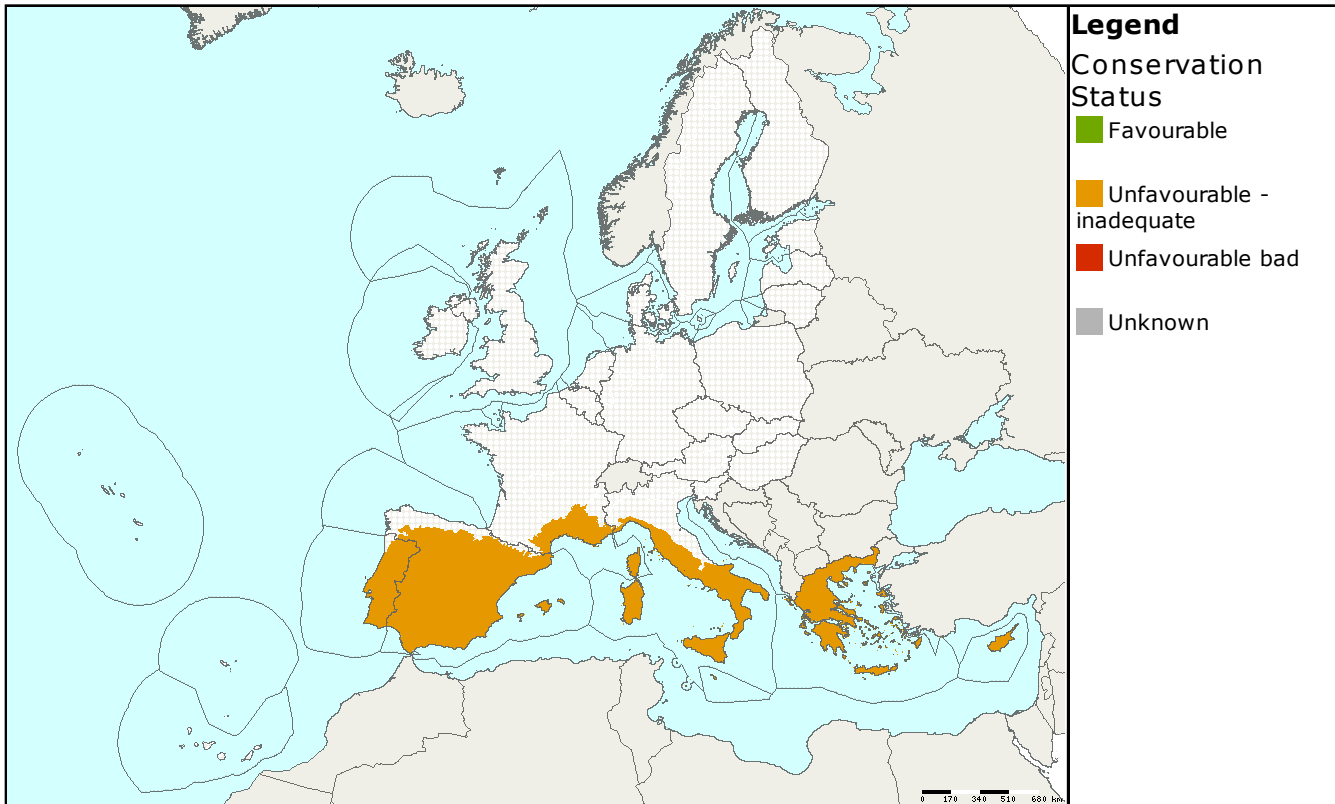 Legend
Conservation
Status
Favourable
Unfavourable -
inadequate
Unfavourable bad
Unknown
0 170 340 510 680 km.